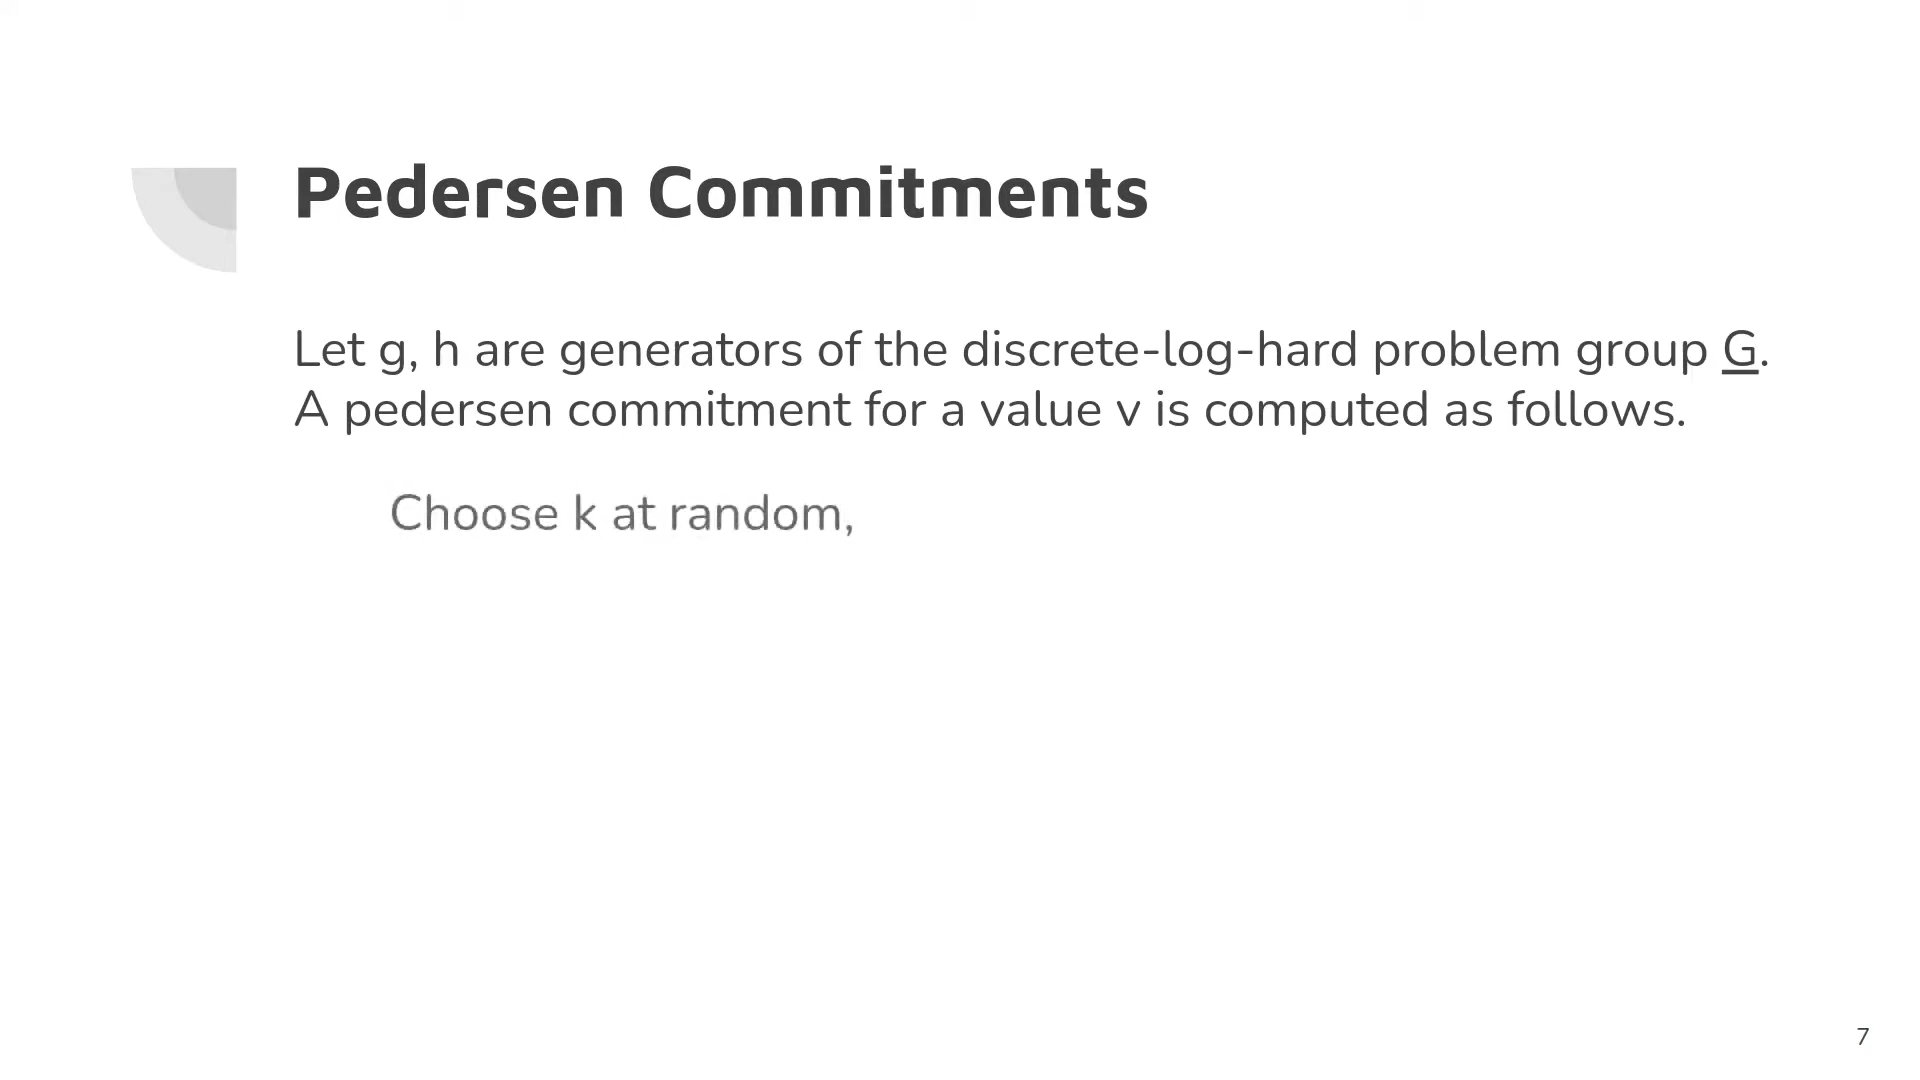 Pedersen Commitments
Let g, h are generators of the discrete-log-hard problem group G.
A pedersen commitment for a value v is computed as follows.
Choose k at random,
7